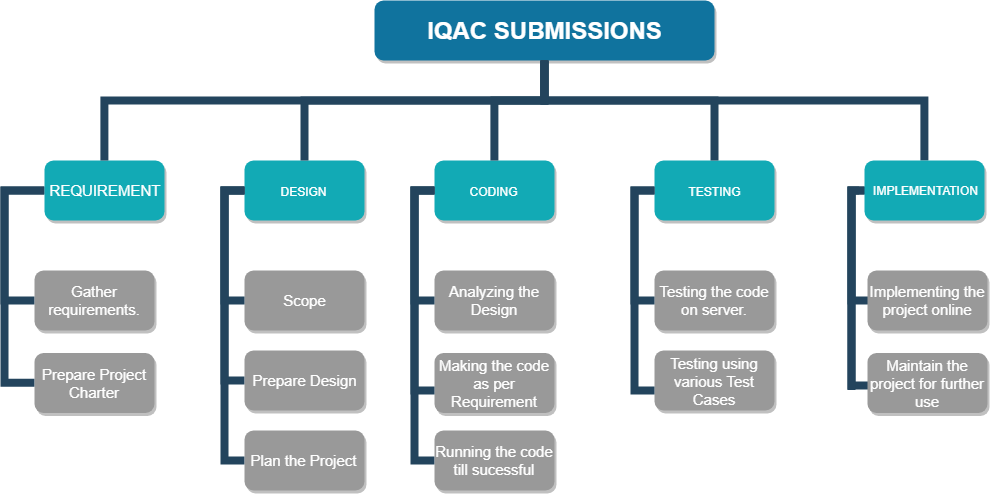 IQAC SUBMISSIONS
REQUIREMENT
Gather
requirements.
Prepare Project
Charter
DESIGN
Scope
Prepare Design
Plan the Project
CODING
Analyzing the
Design
Making the code
as per
Requirement
Running the code
till sucessful
TESTING
Testing the code
on server.
Testing using
various Test
Cases
IMPLEMENTATION
Implementing the
project online
Maintain the
project for further
use